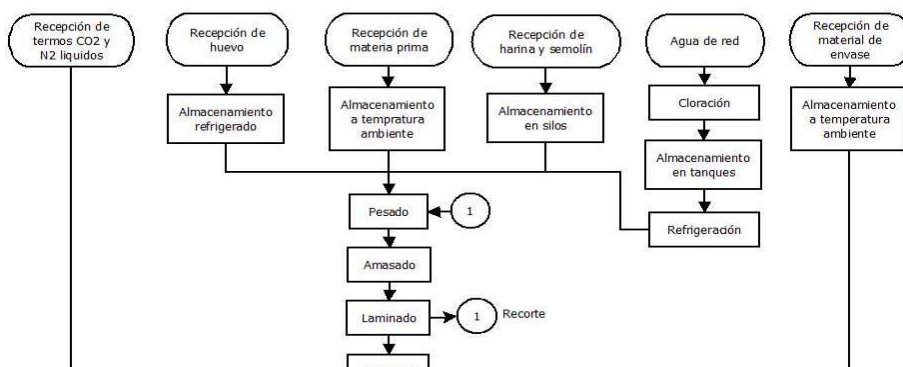 Recepción de
termos CO2 y
N2 liquidos
Recepción de
huevo
Recepción de
materia prima
Recepción de
harina y semolín
Agua de red
Recepción de
material de
envase
Almacenamiento
refrigerado
Almacenamiento
a tempratura
ambiente
Almacenamiento
en silos
Cloración
Almacenamiento
a temperatura
ambiente
Almacenamiento
en tanques
Pesado
1
Refrigeración
Amasado
Laminado
1
Recorte